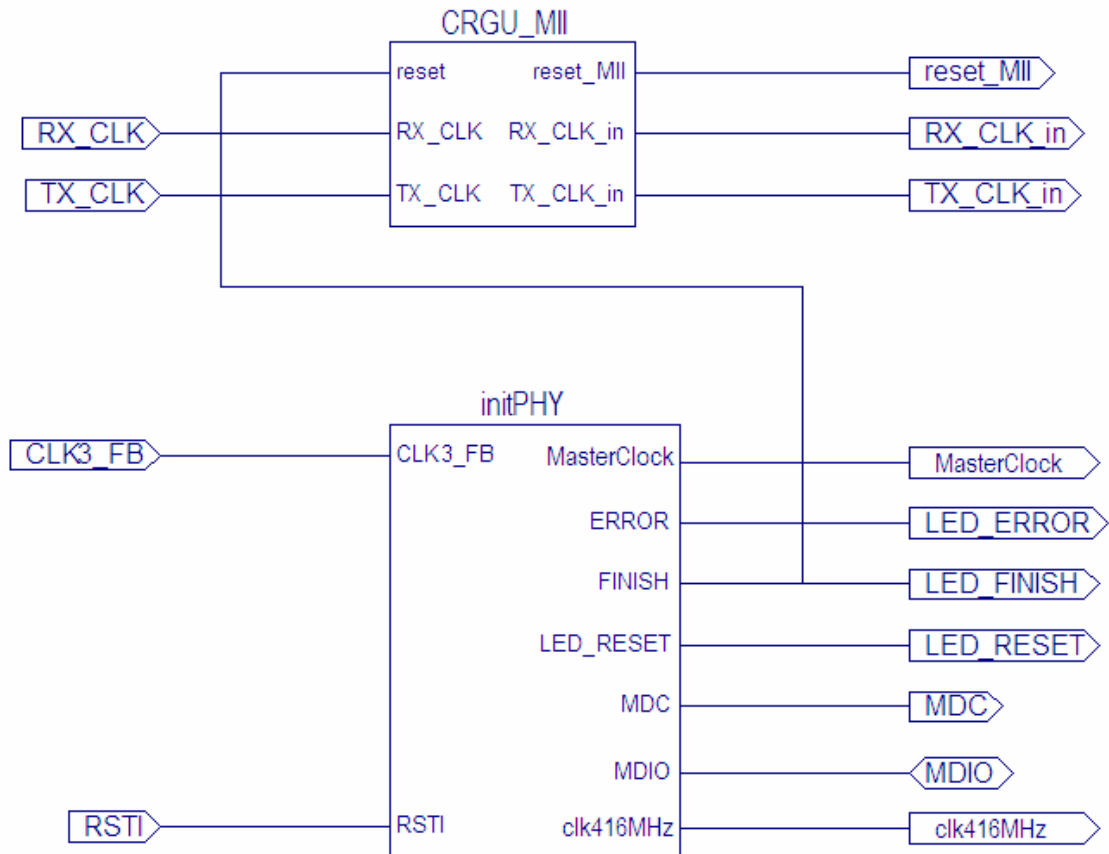 CRGU_MII
reset reset_MII reset_MII
RX_CLK RX_CLK RX_CLK_in RX_CLK_in
TX_CLK TX_CLK TX_CLK_in TX_CLK_in
initPHY
CLK3_FB CLK3_FB MasterClock MasterClock
ERROR LED_ERROR
FINISH LED_FINISH
LED_RESET LED_RESET
MDC MDC
MDIO MDIO
RSTI RSTI clk416MHz clk416MHz